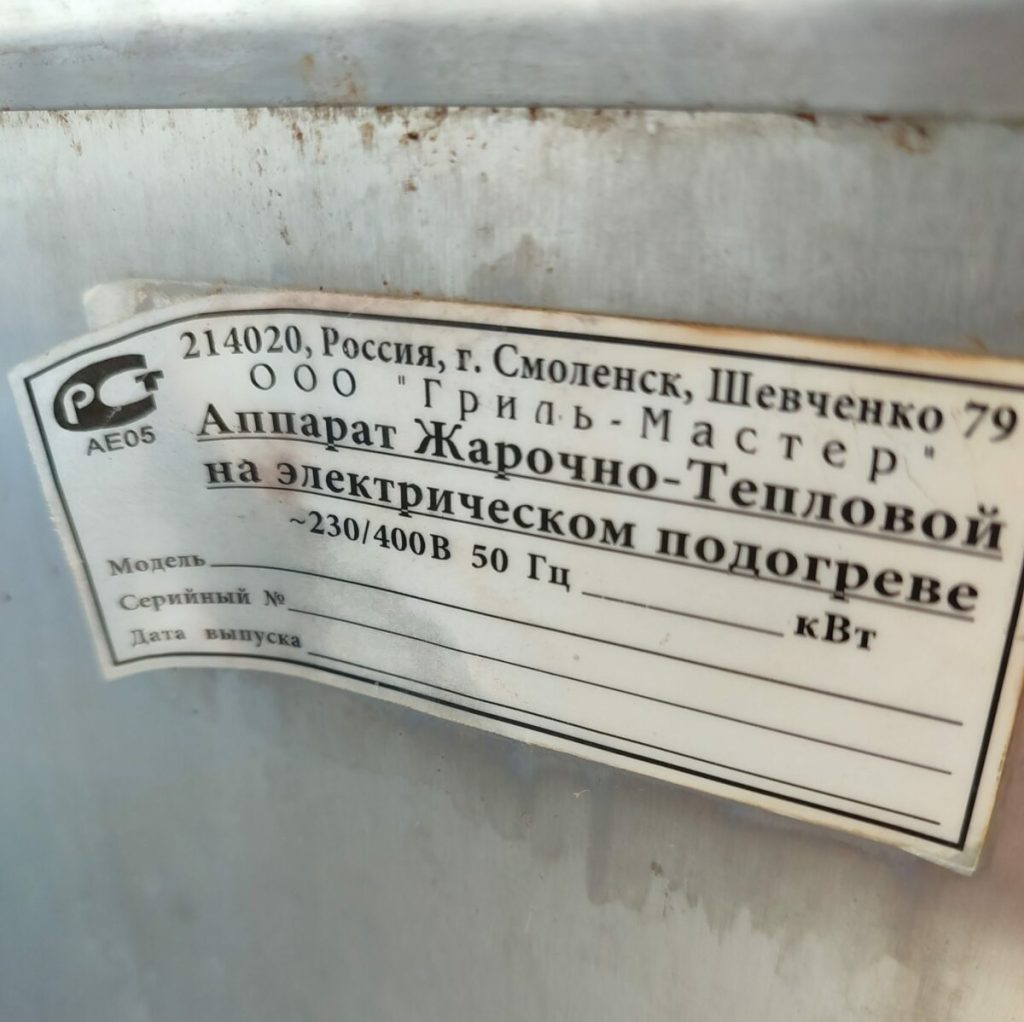 РСТ
АЕ05
214020, Россия, г. Смоленск, Шевченко 79
ООО "Гриль-Мастер"
Аппарат Жарочно-Тепловой
на электрическом подогреве
~230/400В 50 Гц ________ кВт
Модель
Серийный №
Дата выпуска